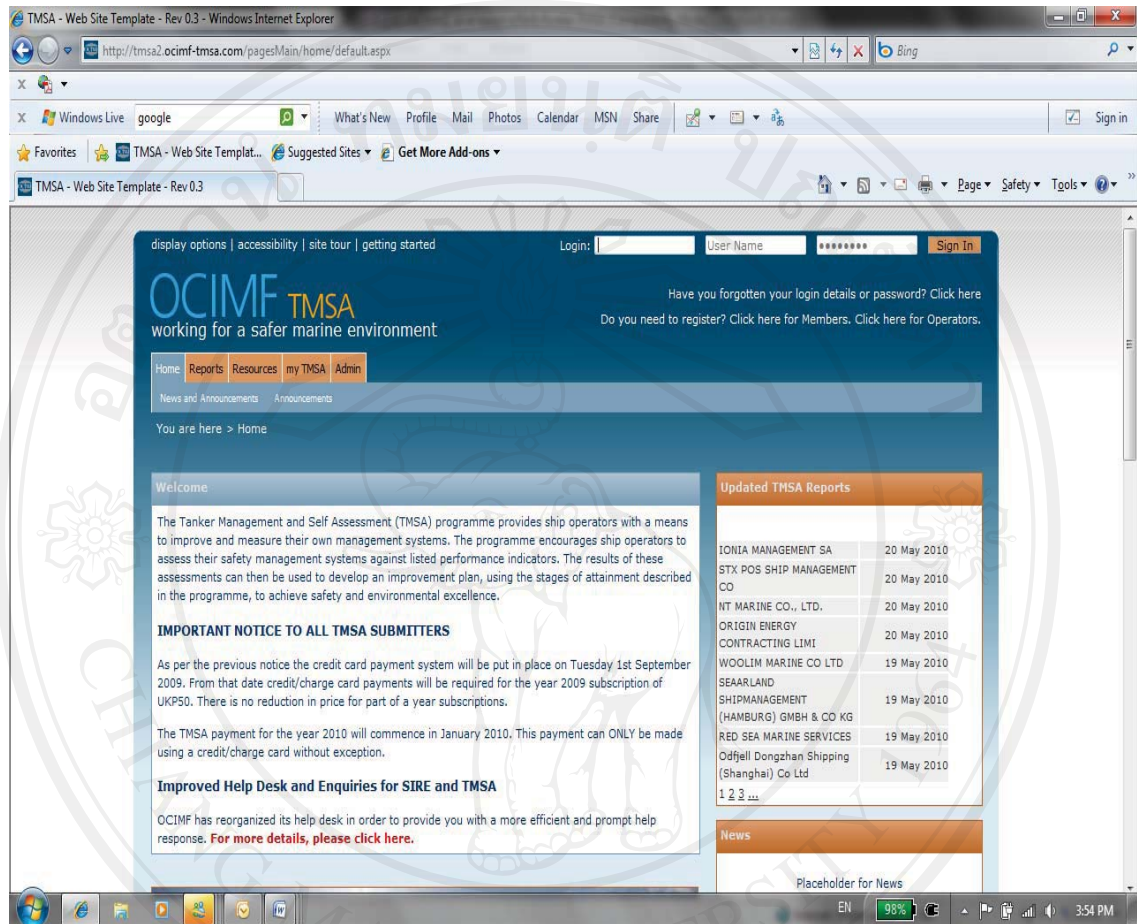 TMSA - Web Site Template - Rev 0.3 - Windows Internet Explorer
http://tmsa2.ocimf-tmsa.com/pagesMain/home/default.aspx
Bing
x
x Windows Live google What's New Profile Mail Photos Calendar MSN Share Sign in
Favorites TMSA - Web Site Templat... Suggested Sites Get More Add-ons
TMSA - Web Site Template - Rev 0.3 Page Safety Tools
display options | accessibility | site tour | getting started Login: User Name •••••••• Sign In
OCIMF TMSA
working for a safer marine environment
Have you forgotten your login details or password? Click here
Do you need to register? Click here for Members. Click here for Operators.
Home Reports Resources my TMSA Admin
News and Announcements Announcements
You are here > Home
Welcome
The Tanker Management and Self Assessment (TMSA) programme provides ship operators with a means
to improve and measure their own management systems. The programme encourages ship operators to
assess their safety management systems against listed performance indicators. The results of these
assessments can then be used to develop an improvement plan, using the stages of attainment described
in the programme, to achieve safety and environmental excellence.
IMPORTANT NOTICE TO ALL TMSA SUBMITTERS
As per the previous notice the credit card payment system will be put in place on Tuesday 1st September
2009. From that date credit/charge card payments will be required for the year 2009 subscription of
UKP50. There is no reduction in price for part of a year subscriptions.
The TMSA payment for the year 2010 will commence in January 2010. This payment can ONLY be made
using a credit/charge card without exception.
Improved Help Desk and Enquiries for SIRE and TMSA
OCIMF has reorganized its help desk in order to provide you with a more efficient and prompt help
response. For more details, please click here.
Updated TMSA Reports
IONIA MANAGEMENT SA 20 May 2010
STX POS SHIP MANAGEMENT
CO 20 May 2010
NT MARINE CO., LTD. 20 May 2010
ORIGIN ENERGY
CONTRACTING LIMI 20 May 2010
WOOLIM MARINE CO LTD 19 May 2010
SEAARLAND
SHIPMANAGEMENT 19 May 2010
(HAMBURG) GMBH & CO KG
RED SEA MARINE SERVICES 19 May 2010
Odfjell Dongzhan Shipping
(Shanghai) Co Ltd 19 May 2010
1 2 3 ...
News
Placeholder for News
EN 98% 3:54 PM